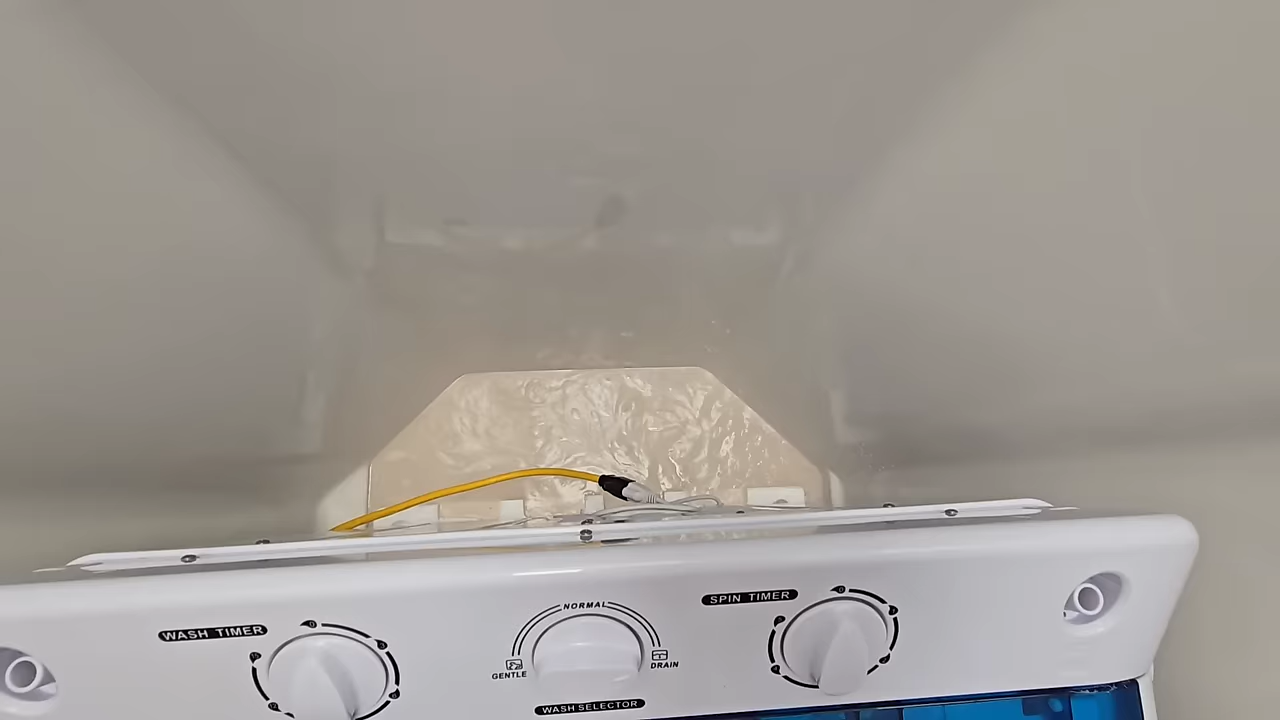 WASH TIMER
NORMAL
GENTLE
DRAIN
WASH SELECTOR
SPIN TIMER